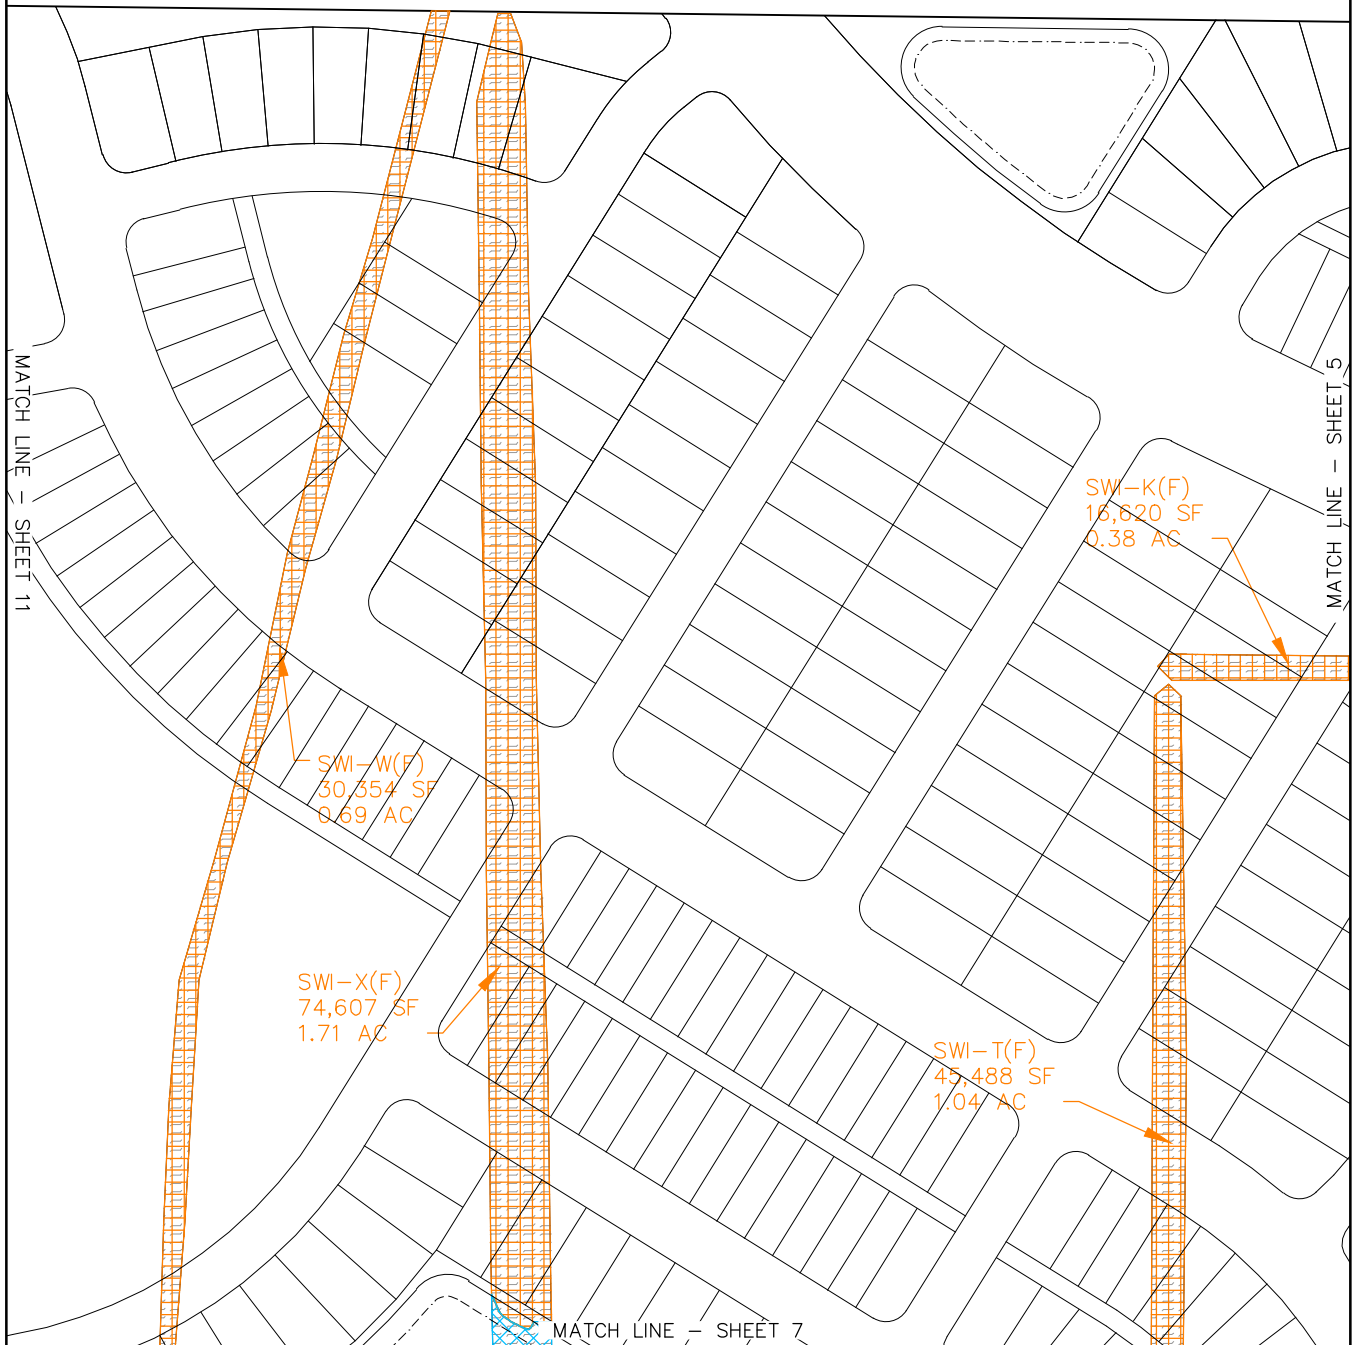 MATCH LINE - SHEET 11
MATCH LINE - SHEET 5
SWI-K(F)
16,620 SF
0.38 AC
SWI-W(F)
30,354 SF
0.69 AC
SWI-X(F)
74,607 SF
1.71 AC
SWI-T(F)
45,488 SF
1.04 AC
MATCH LINE - SHEET 7